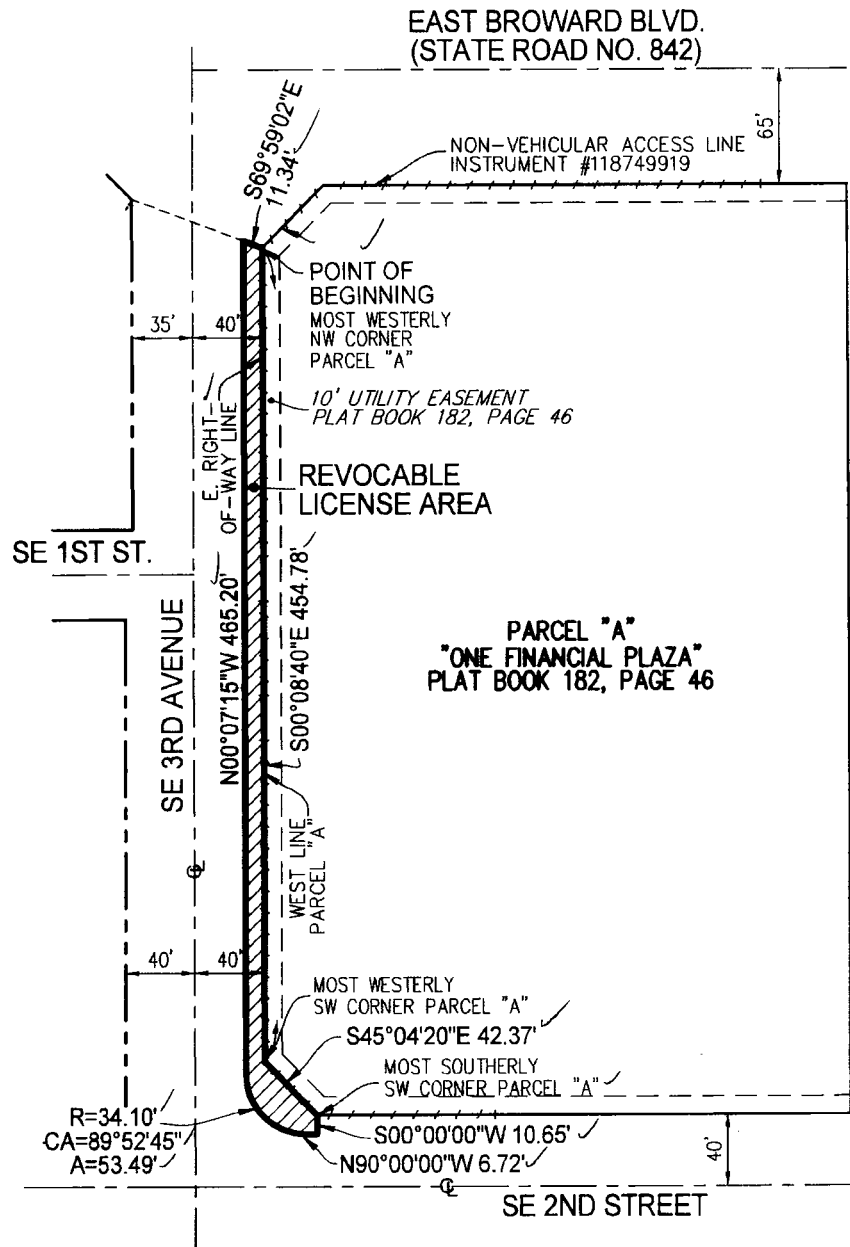 EAST BROWARD BLVD.
(STATE ROAD NO. 842)
65'
S69°59'02"E
11.34'
NON-VEHICULAR ACCESS LINE
INSTRUMENT #118749919
POINT OF
BEGINNING
MOST WESTERLY
NW CORNER
PARCEL "A"
35'
40'
10' UTILITY EASEMENT
PLAT BOOK 182, PAGE 46
E. RIGHT-
OF-WAY LINE
REVOCABLE
LICENSE AREA
SE 1ST ST.
SE 3RD AVENUE
N00°07'15"W 465.20'
S00°08'40"E 454.78'
PARCEL "A"
"ONE FINANCIAL PLAZA"
PLAT BOOK 182, PAGE 46
WEST LINE
PARCEL "A"
℄
40'
40'
MOST WESTERLY
SW CORNER PARCEL "A"
S45°04'20"E 42.37'
MOST SOUTHERLY
SW CORNER PARCEL "A"
R=34.10'
CA=89°52'45"
A=53.49'
S00°00'00"W 10.65'
N90°00'00"W 6.72'
40'
℄
SE 2ND STREET